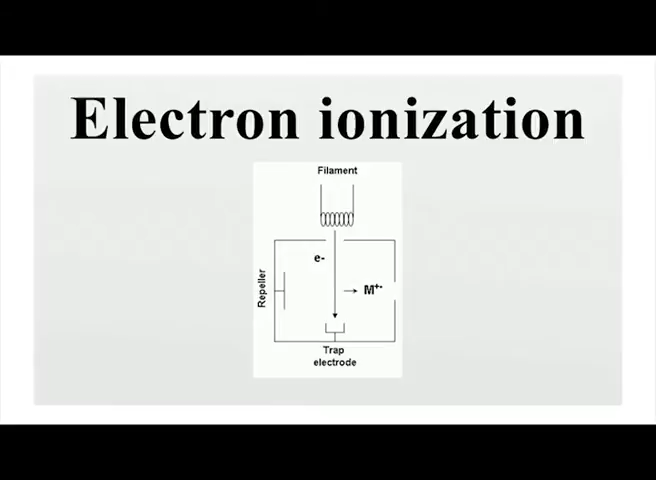 Electron ionization
Filament
e-
Repeller
M+•
Trap
electrode